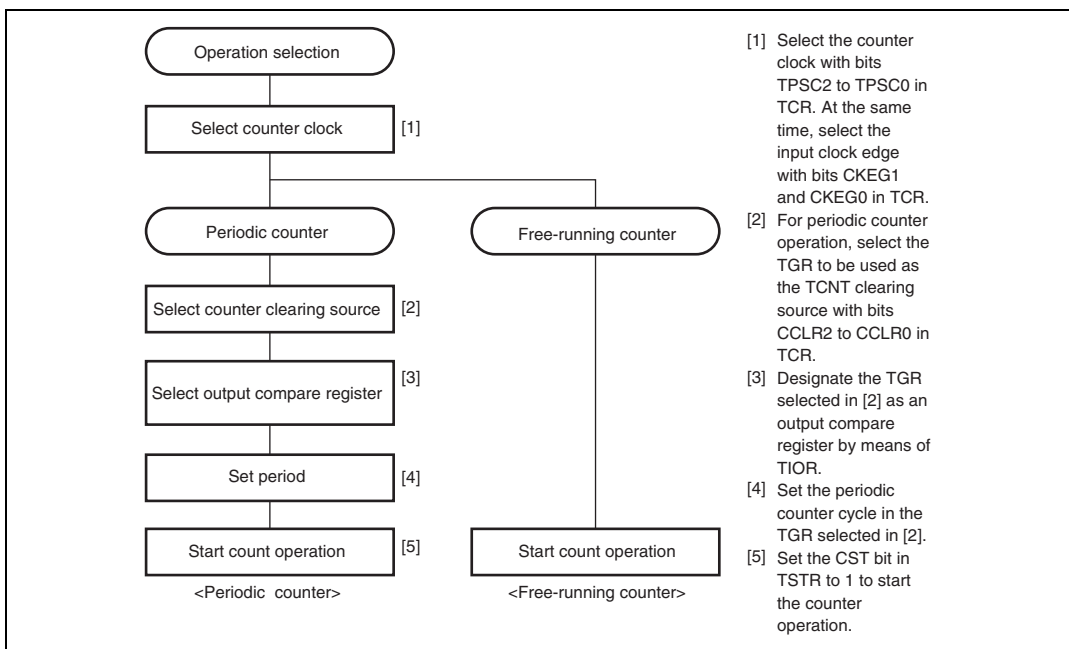 Operation selection
Select counter clock
[1]
Periodic counter
Free-running counter
Select counter clearing source
[2]
Select output compare register
[3]
Set period
[4]
Start count operation
[5]
Start count operation
<Periodic counter>
<Free-running counter>
[1] Select the counter
clock with bits
TPSC2 to TPSC0 in
TCR. At the same
time, select the
input clock edge
with bits CKEG1
and CKEG0 in TCR.
[2] For periodic counter
operation, select the
TGR to be used as
the TCNT clearing
source with bits
CCLR2 to CCLR0 in
TCR.
[3] Designate the TGR
selected in [2] as an
output compare
register by means of
TIOR.
[4] Set the periodic
counter cycle in the
TGR selected in [2].
[5] Set the CST bit in
TSTR to 1 to start
the counter
operation.